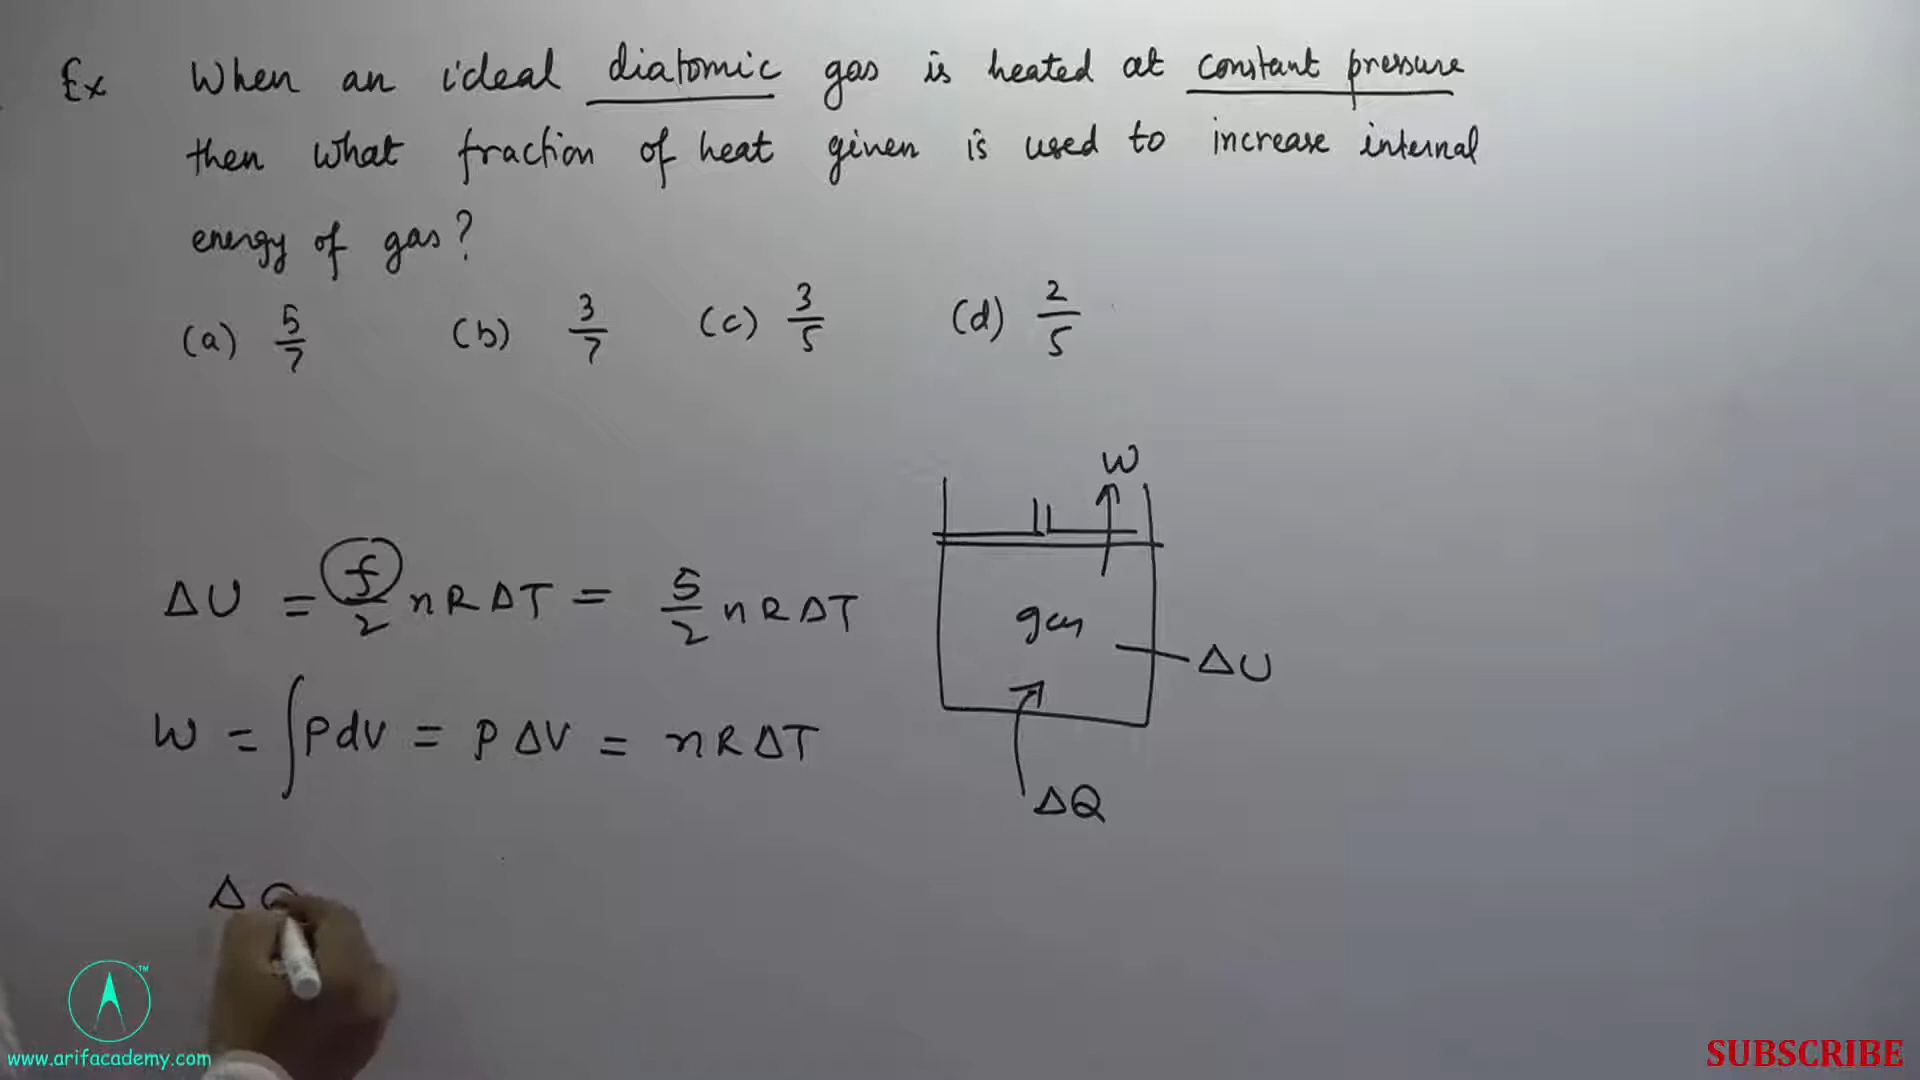 Ex When an ideal diatomic gas is heated at constant pressure
then what fraction of heat given is used to increase internal
energy of gas?
(a) 5/7 (b) 3/7 (c) 3/5 (d) 2/5
W
ΔU = f/2 nRΔT = 5/2 nRΔT
gas
ΔU
W = ∫PdV = PΔV = nRΔT
ΔQ
ΔQ
TM
www.arifacademy.com
SUBSCRIBE